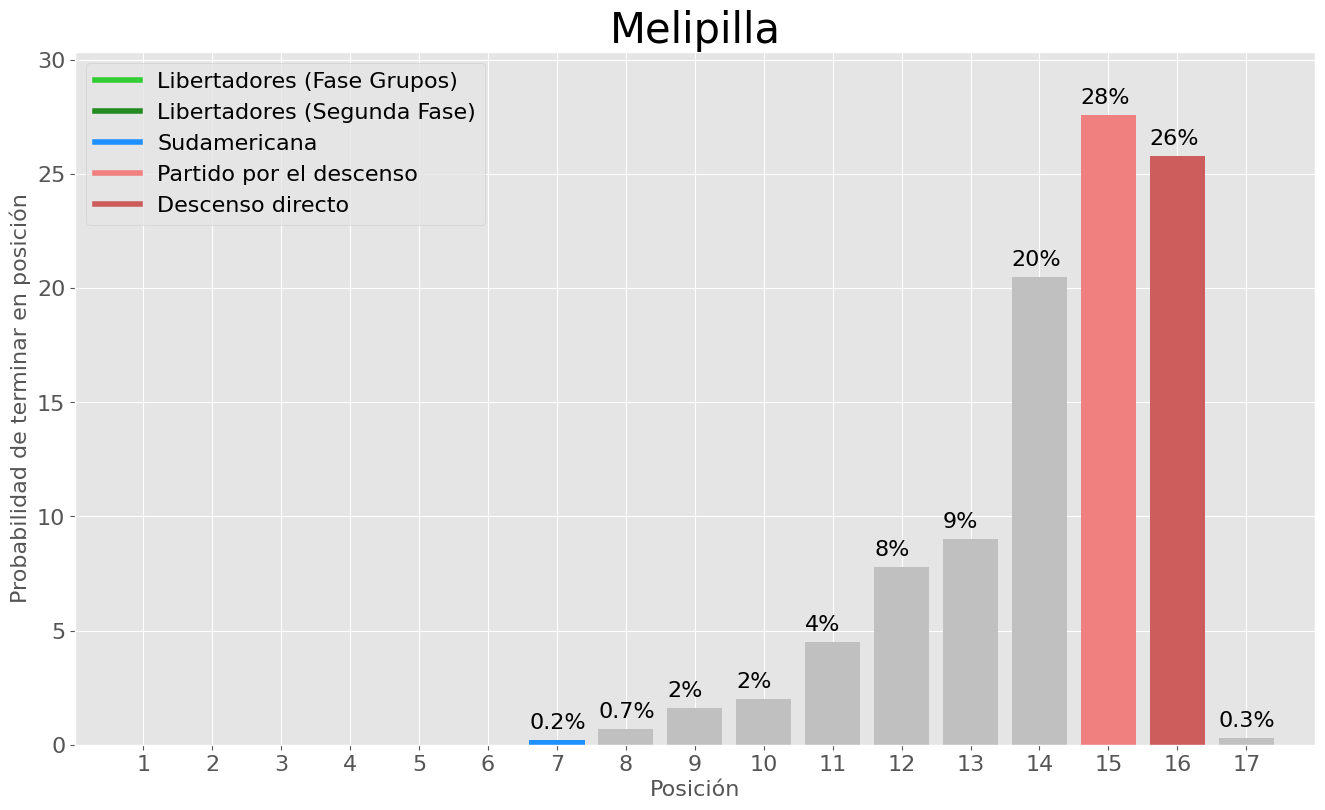 Melipilla
Libertadores (Fase Grupos)
Libertadores (Segunda Fase)
Sudamericana
Partido por el descenso
Descenso directo
Probabilidad de terminar en posición
30
25
20
15
10
5
0
0.2%
0.7%
2%
2%
4%
8%
9%
20%
28%
26%
0.3%
1 2 3 4 5 6 7 8 9 10 11 12 13 14 15 16 17
Posición